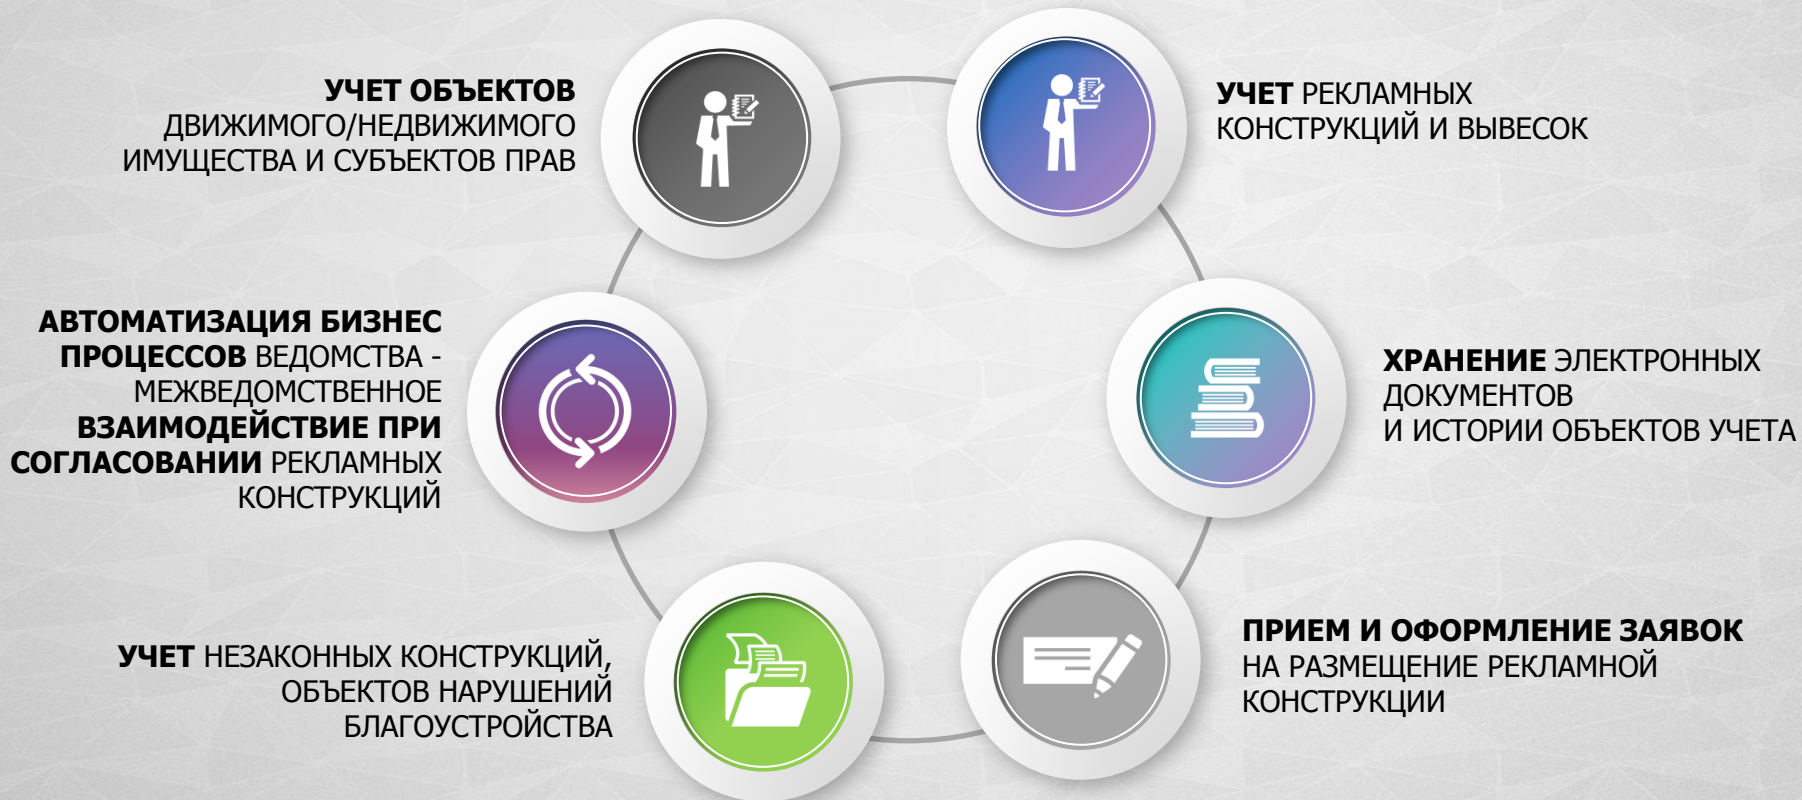 УЧЕТ ОБЪЕКТОВ
ДВИЖИМОГО/НЕДВИЖИМОГО
ИМУЩЕСТВА И СУБЪЕКТОВ ПРАВ
УЧЕТ РЕКЛАМНЫХ
КОНСТРУКЦИЙ И ВЫВЕСОК
АВТОМАТИЗАЦИЯ БИЗНЕС
ПРОЦЕССОВ ВЕДОМСТВА -
МЕЖВЕДОМСТВЕННОЕ
ВЗАИМОДЕЙСТВИЕ ПРИ
СОГЛАСОВАНИИ РЕКЛАМНЫХ
КОНСТРУКЦИЙ
ХРАНЕНИЕ ЭЛЕКТРОННЫХ
ДОКУМЕНТОВ
И ИСТОРИИ ОБЪЕКТОВ УЧЕТА
УЧЕТ НЕЗАКОННЫХ КОНСТРУКЦИЙ,
ОБЪЕКТОВ НАРУШЕНИЙ
БЛАГОУСТРОЙСТВА
ПРИЕМ И ОФОРМЛЕНИЕ ЗАЯВОК
НА РАЗМЕЩЕНИЕ РЕКЛАМНОЙ
КОНСТРУКЦИИ